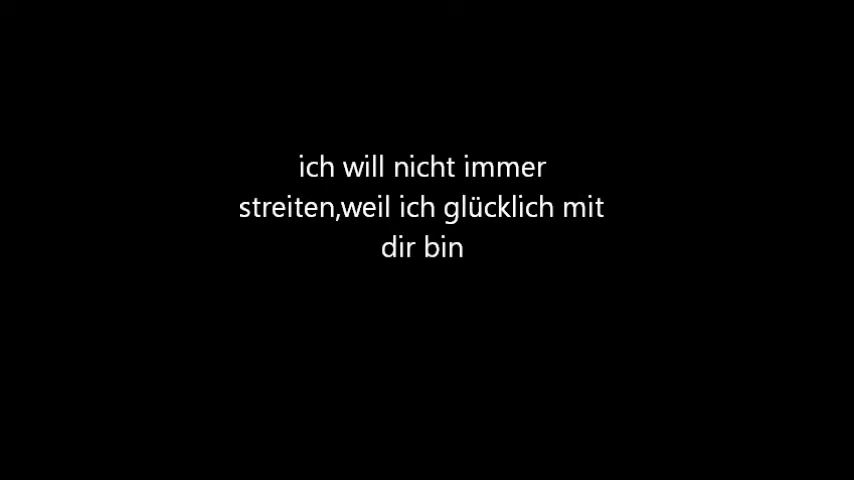 ich will nicht immer
streiten,weil ich glücklich mit
dir bin